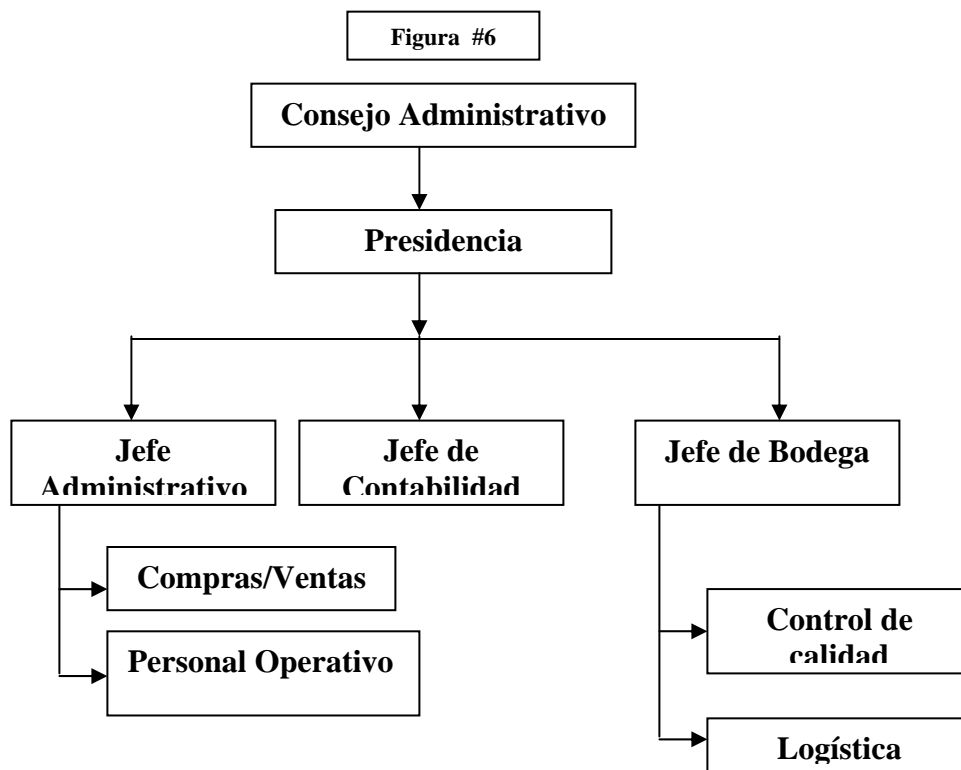 Figura #6
Consejo Administrativo
Presidencia
Jefe
Administrativo
Jefe de
Contabilidad
Jefe de Bodega
Compras/Ventas
Personal Operativo
Control de
calidad
Logística